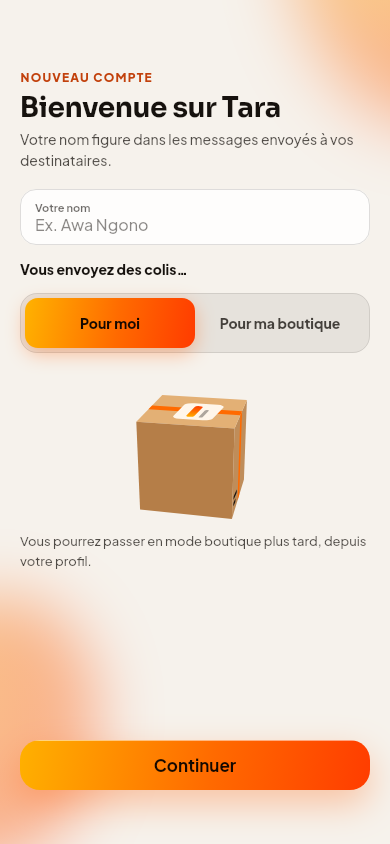 NOUVEAU COMPTE
Bienvenue sur Tara
Votre nom figure dans les messages envoyés à vos
destinataires.
Votre nom
Ex. Awa Ngono
Vous envoyez des colis…
Pour moi
Pour ma boutique
Vous pourrez passer en mode boutique plus tard, depuis
votre profil.
Continuer